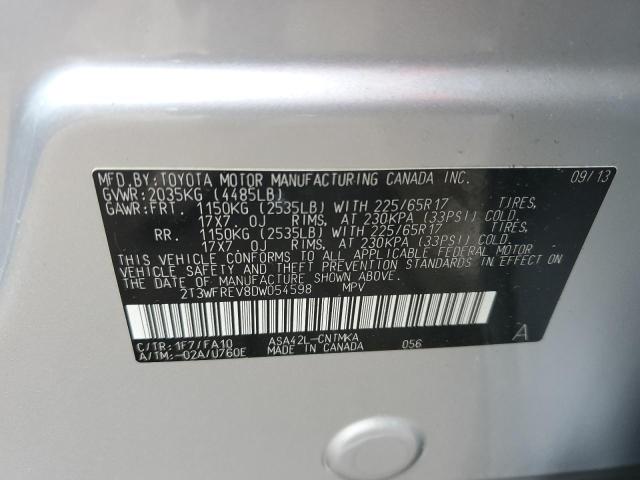 MFD.BY:TOYOTA MOTOR MANUFACTURING CANADA INC. 09/13
GVWR:2035KG (4485LB)
GAWR:FRT. 1150KG (2535LB) WITH 225/65R17 TIRES,
17X7. 0J RIMS, AT 230KPA (33PSI) COLD.
RR. 1150KG (2535LB) WITH 225/65R17 TIRES,
17X7. 0J RIMS, AT 230KPA (33PSI) COLD.
THIS VEHICLE CONFORMS TO ALL APPLICABLE FEDERAL MOTOR
VEHICLE SAFETY AND THEFT PREVENTION STANDARDS IN EFFECT ON
THE DATE OF MANUFACTURE SHOWN ABOVE.
2T3WFREV8DW054598 MPV
C/TR:1F7/FA10 ASA42L-CNTMKA
A/TM:-02A/U760E MADE IN CANADA 056 A